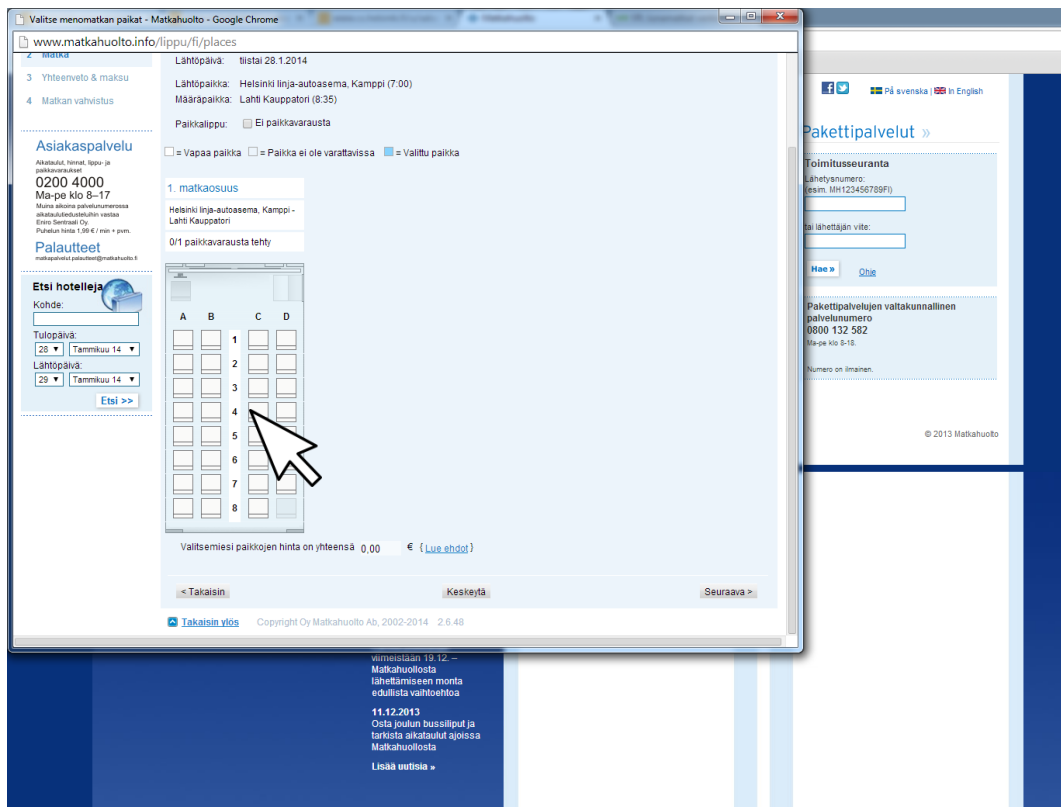 Valitse menomatkan paikat - Matkahuolto - Google Chrome
www.matkahuolto.info/lippu/fi/places
2 Matka
3 Yhteenveto & maksu
4 Matkan vahvistus
Asiakaspalvelu
Aikataulut, hinnat, lippu- ja
paikkavaraukset
0200 4000
Ma-pe klo 8–17
Muina aikoina palvelunumerossa
aikataulutiedusteluihin vastaa
Eniro Sentraali Oy.
Puhelun hinta 1,99 € / min + pvm.
Palautteet
matkapalvelut.palautteet@matkahuolto.fi
Etsi hotelleja
Kohde:
Tulopäivä:
28 ▼ Tammikuu 14 ▼
Lähtöpäivä:
29 ▼ Tammikuu 14 ▼
Etsi >>
Lähtöpäivä: tiistai 28.1.2014
Lähtöpaikka: Helsinki linja-autoasema, Kamppi (7:00)
Määräpaikka: Lahti Kauppatori (8:35)
Paikkalippu: Ei paikkavarausta
= Vapaa paikka = Paikka ei ole varattavissa = Valittu paikka
1. matkaosuus
Helsinki linja-autoasema, Kamppi -
Lahti Kauppatori
0/1 paikkavarausta tehty
A B C D
1
2
3
4
5
6
7
8
Valitsemiesi paikkojen hinta on yhteensä 0,00 € { Lue ehdot }
< Takaisin Keskeytä Seuraava >
Takaisin ylös Copyright Oy Matkahuolto Ab, 2002-2014 2.6.48
På svenska | In English
Pakettipalvelut »
Toimitusseuranta
Lähetysnumero:
(esim. MH123456789FI)
tai lähettäjän viite:
Hae » Ohje
Pakettipalvelujen valtakunnallinen
palvelunumero
0800 132 582
Ma-pe klo 8-18.
Numero on ilmainen.
© 2013 Matkahuolto
viimeistään 19.12. –
Matkahuollosta
lähettämiseen monta
edullista vaihtoehtoa
11.12.2013
Osta joulun bussiliput ja
tarkista aikataulut ajoissa
Matkahuollosta
Lisää uutisia »